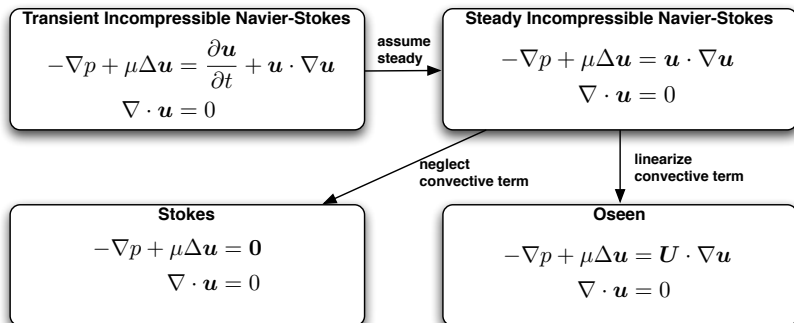 Transient Incompressible Navier-Stokes
−∇p + μΔu = ∂u/∂t + u · ∇u
∇ · u = 0
assume
steady
Steady Incompressible Navier-Stokes
−∇p + μΔu = u · ∇u
∇ · u = 0
neglect
convective term
linearize
convective term
Stokes
−∇p + μΔu = 0
∇ · u = 0
Oseen
−∇p + μΔu = U · ∇u
∇ · u = 0